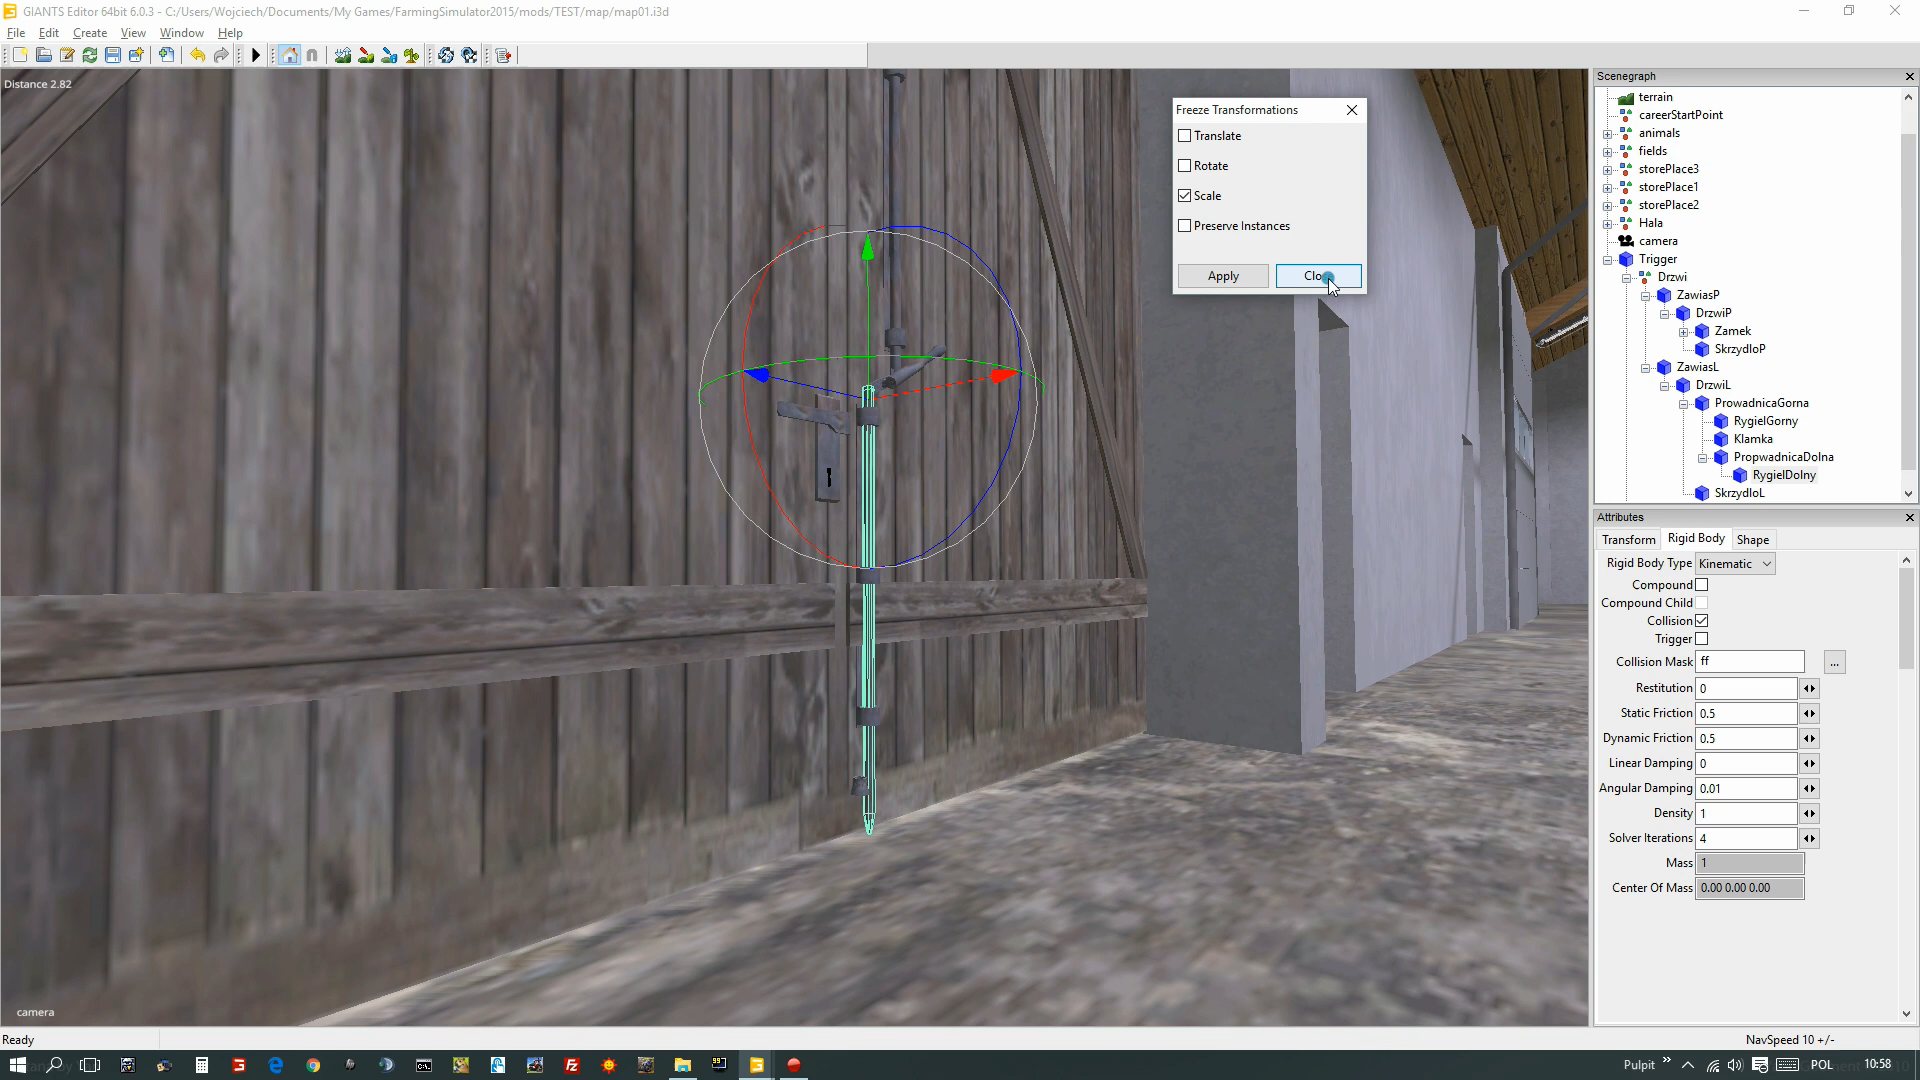 GIANTS Editor 64bit 6.0.3 - C:/Users/Wojciech/Documents/My Games/FarmingSimulator2015/mods/TEST/map/map01.i3d
File Edit Create View Window Help
Distance 2.82
Freeze Transformations
Translate
Rotate
Scale
Preserve Instances
Apply
camera
Scenegraph
terrain
careerStartPoint
animals
fields
storePlace3
storePlace1
storePlace2
Hala
camera
Trigger
Drzwi
ZawiasP
DrzwiP
Zamek
SkrzydloP
ZawiasL
DrzwiL
ProwadnicaGorna
RygielGorny
Klamka
PropwadnicaDolna
RygielDolny
SkrzydloL
Attributes
Transform Rigid Body Shape
Rigid Body Type Kinematic
Compound
Compound Child
Collision
Trigger
Collision Mask ff ...
Restitution 0
Static Friction 0.5
Dynamic Friction 0.5
Linear Damping 0
Angular Damping 0.01
Density 1
Solver Iterations 4
Mass 1
Center Of Mass 0.00 0.00 0.00
Ready
NavSpeed 10 +/-
Pulpit
POL
10:58